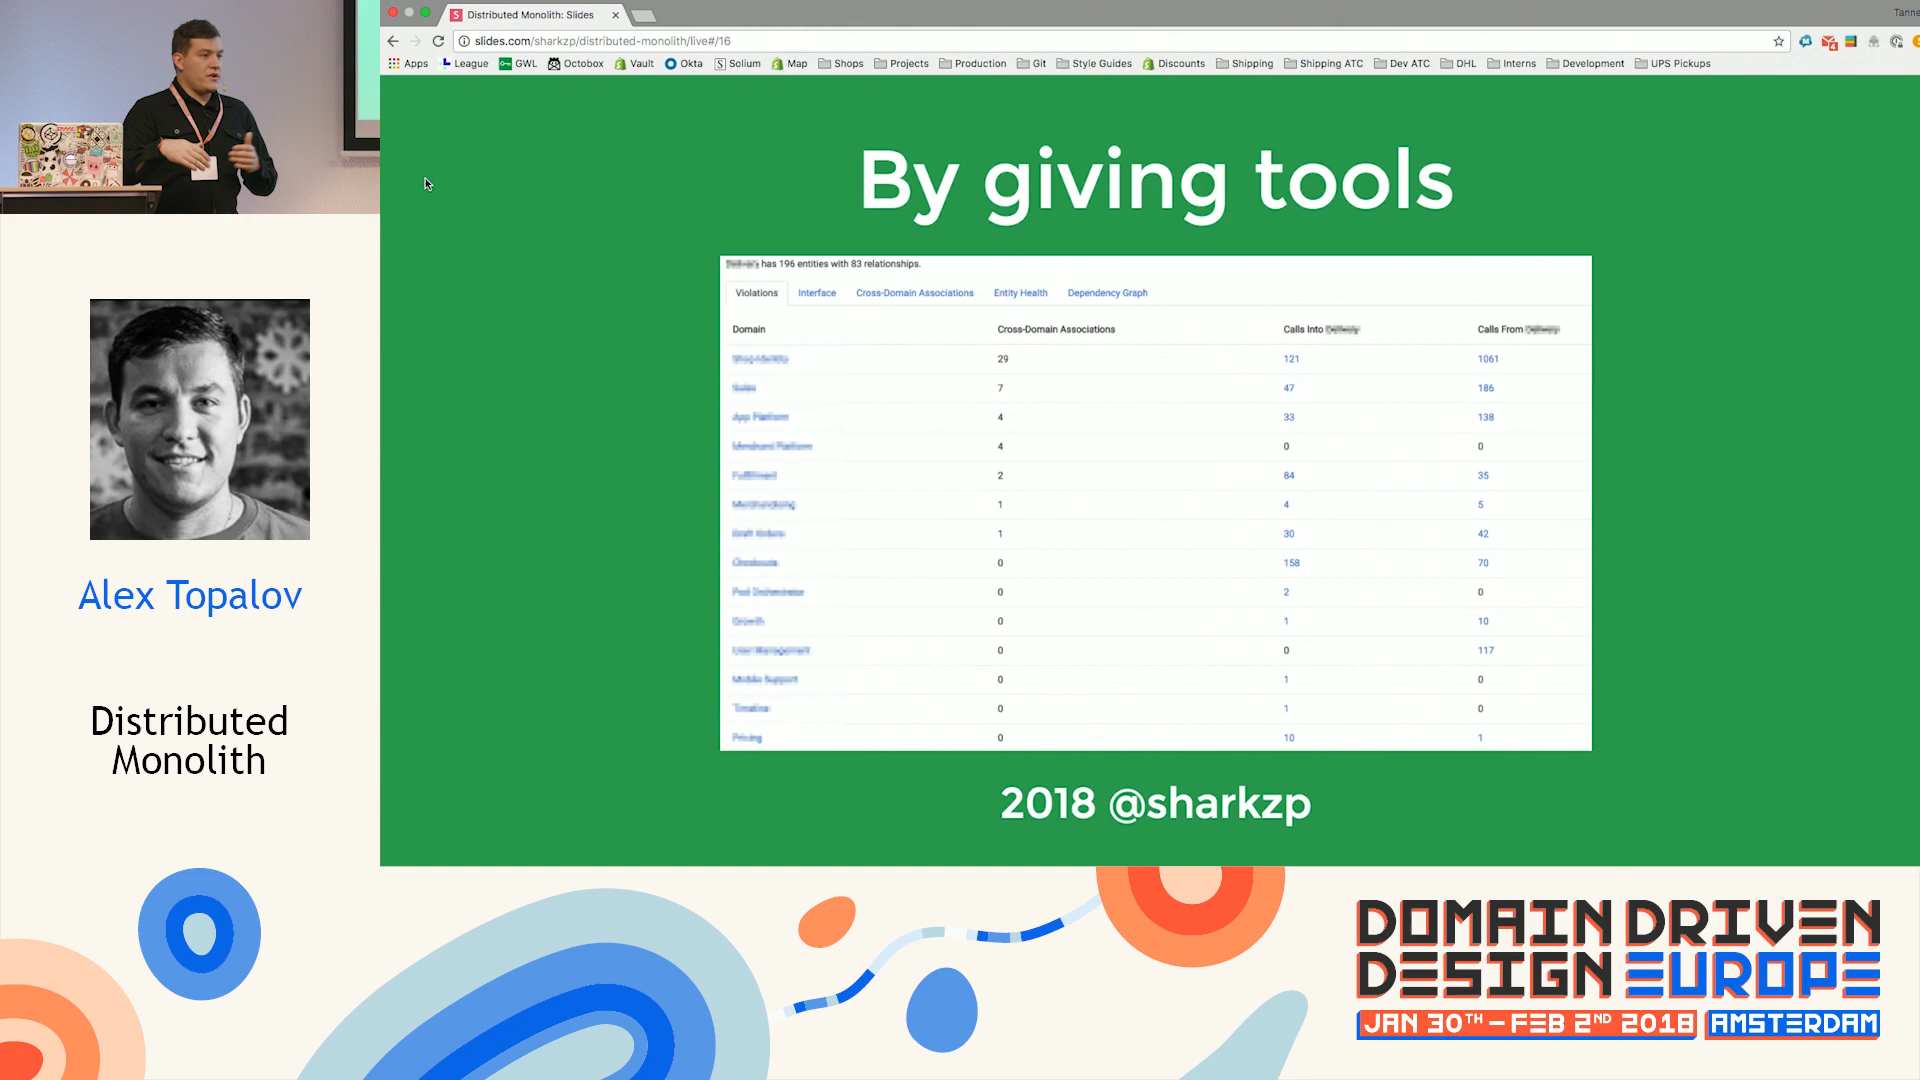 Distributed Monolith: Slides
Tanne
slides.com/sharkzp/distributed-monolith/live#/16
Apps League GWL Octobox Vault Okta Solium Map Shops Projects Production Git Style Guides Discounts Shipping Shipping ATC Dev ATC DHL Interns Development UPS Pickups
By giving tools
has 196 entities with 83 relationships.
Violations Interface Cross-Domain Associations Entity Health Dependency Graph
Domain Cross-Domain Associations Calls Into Calls From
29 121 1061
7 47 186
4 33 138
4 0 0
2 84 35
1 4 5
1 30 42
0 158 70
0 2 0
0 1 10
0 0 117
0 1 0
0 1 0
0 10 1
2018 @sharkzp
Alex Topalov
Distributed
Monolith
DOMAIN DRIVEN
DESIGN EUROPE
JAN 30TH – FEB 2ND 2018 AMSTERDAM